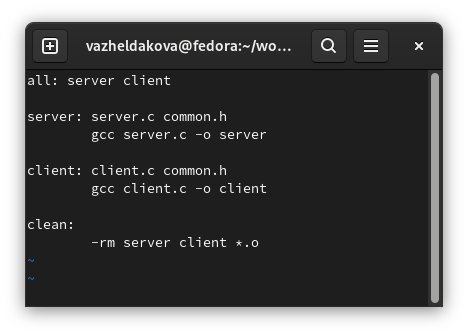 vazheldakova@fedora:~/wo...
all: server client
server: server.c common.h
gcc server.c -o server
client: client.c common.h
gcc client.c -o client
clean:
-rm server client *.o
~
~